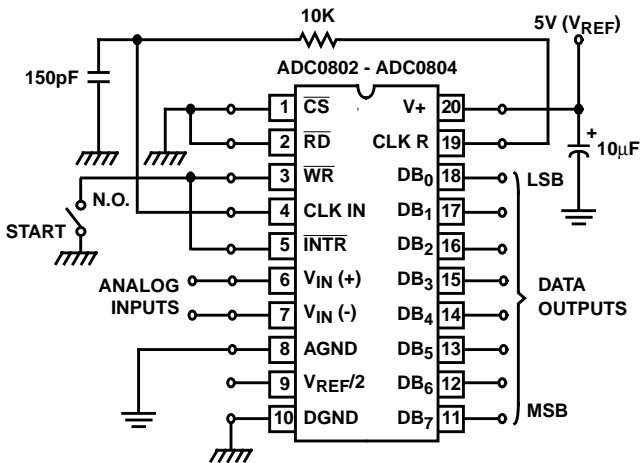 10K
5V (VREF)
150pF
ADC0802 - ADC0804
1 CS V+ 20
+
2 RD CLK R 19
10µF
3 WR DB0 18 LSB
N.O.
4 CLK IN DB1 17
START
5 INTR DB2 16
ANALOG INPUTS
6 VIN (+) DB3 15
DATA OUTPUTS
7 VIN (-) DB4 14
8 AGND DB5 13
9 VREF/2 DB6 12
10 DGND DB7 11 MSB